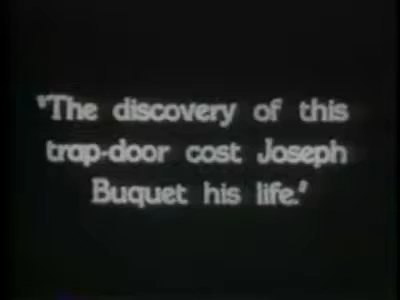 "The discovery of this
trap-door cost Joseph
Buquet his life."